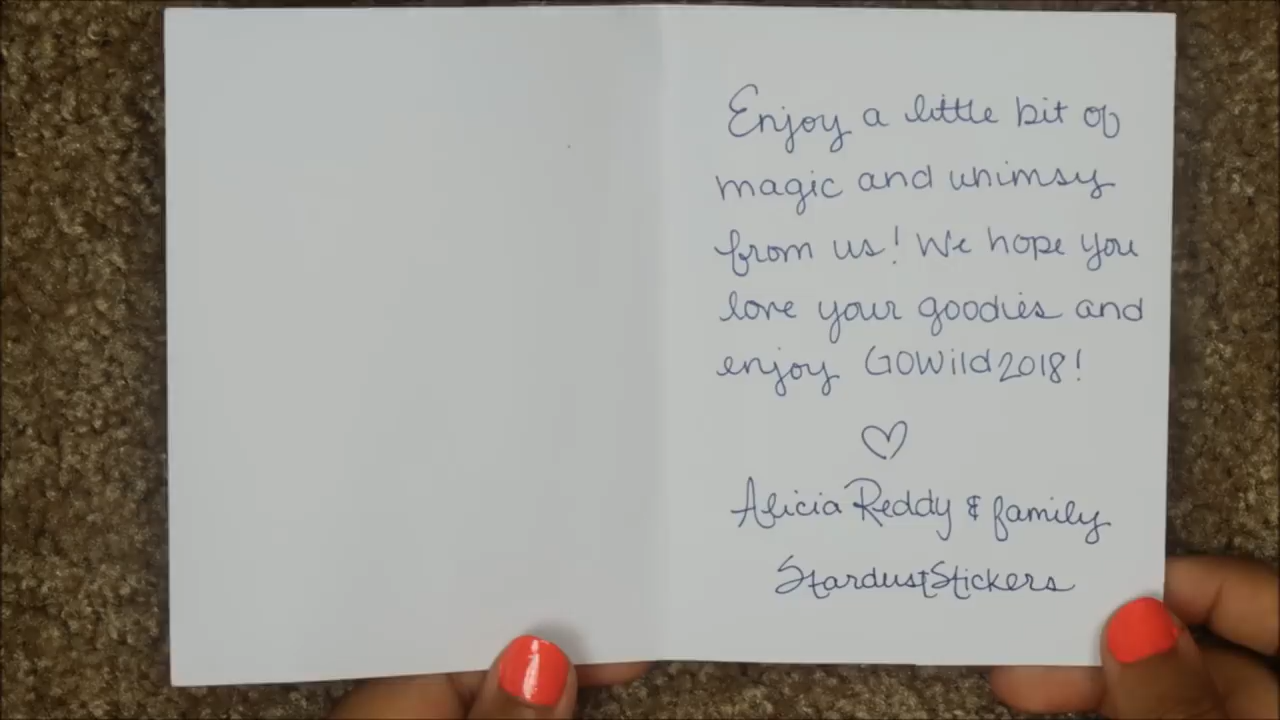 Enjoy a little bit of
magic and whimsy
from us! We hope you
love your goodies and
enjoy GOWild2018!
Alicia Reddy & family
StardustStickers